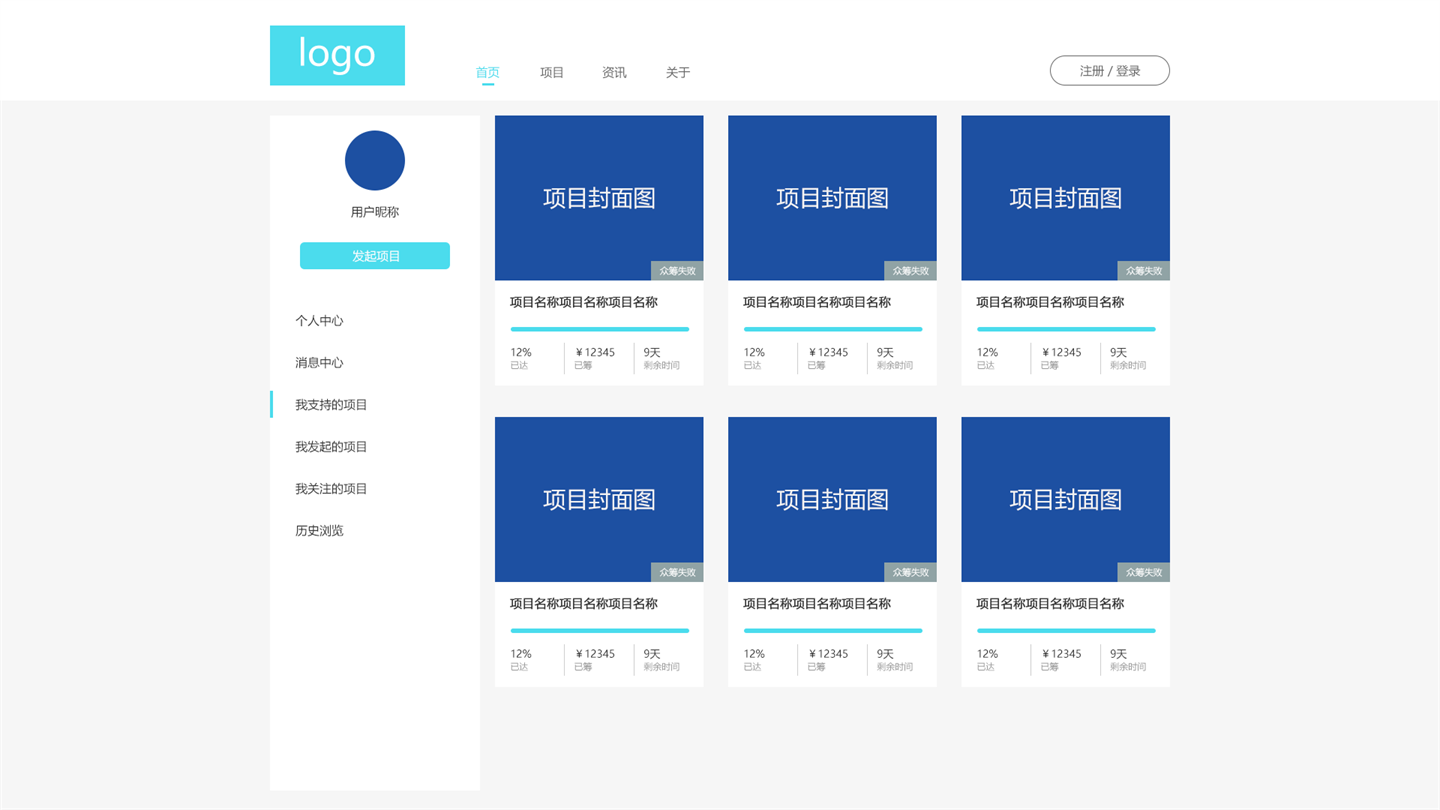 logo
首页 项目 资讯 关于 注册 / 登录
用户昵称
发起项目
个人中心
消息中心
我支持的项目
我发起的项目
我关注的项目
历史浏览
项目封面图 项目封面图 项目封面图
众筹失败 众筹失败 众筹失败
项目名称项目名称项目名称 项目名称项目名称项目名称 项目名称项目名称项目名称
12% ¥12345 9天 12% ¥12345 9天 12% ¥12345 9天
已达 已筹 剩余时间 已达 已筹 剩余时间 已达 已筹 剩余时间
项目封面图 项目封面图 项目封面图
众筹失败 众筹失败 众筹失败
项目名称项目名称项目名称 项目名称项目名称项目名称 项目名称项目名称项目名称
12% ¥12345 9天 12% ¥12345 9天 12% ¥12345 9天
已达 已筹 剩余时间 已达 已筹 剩余时间 已达 已筹 剩余时间